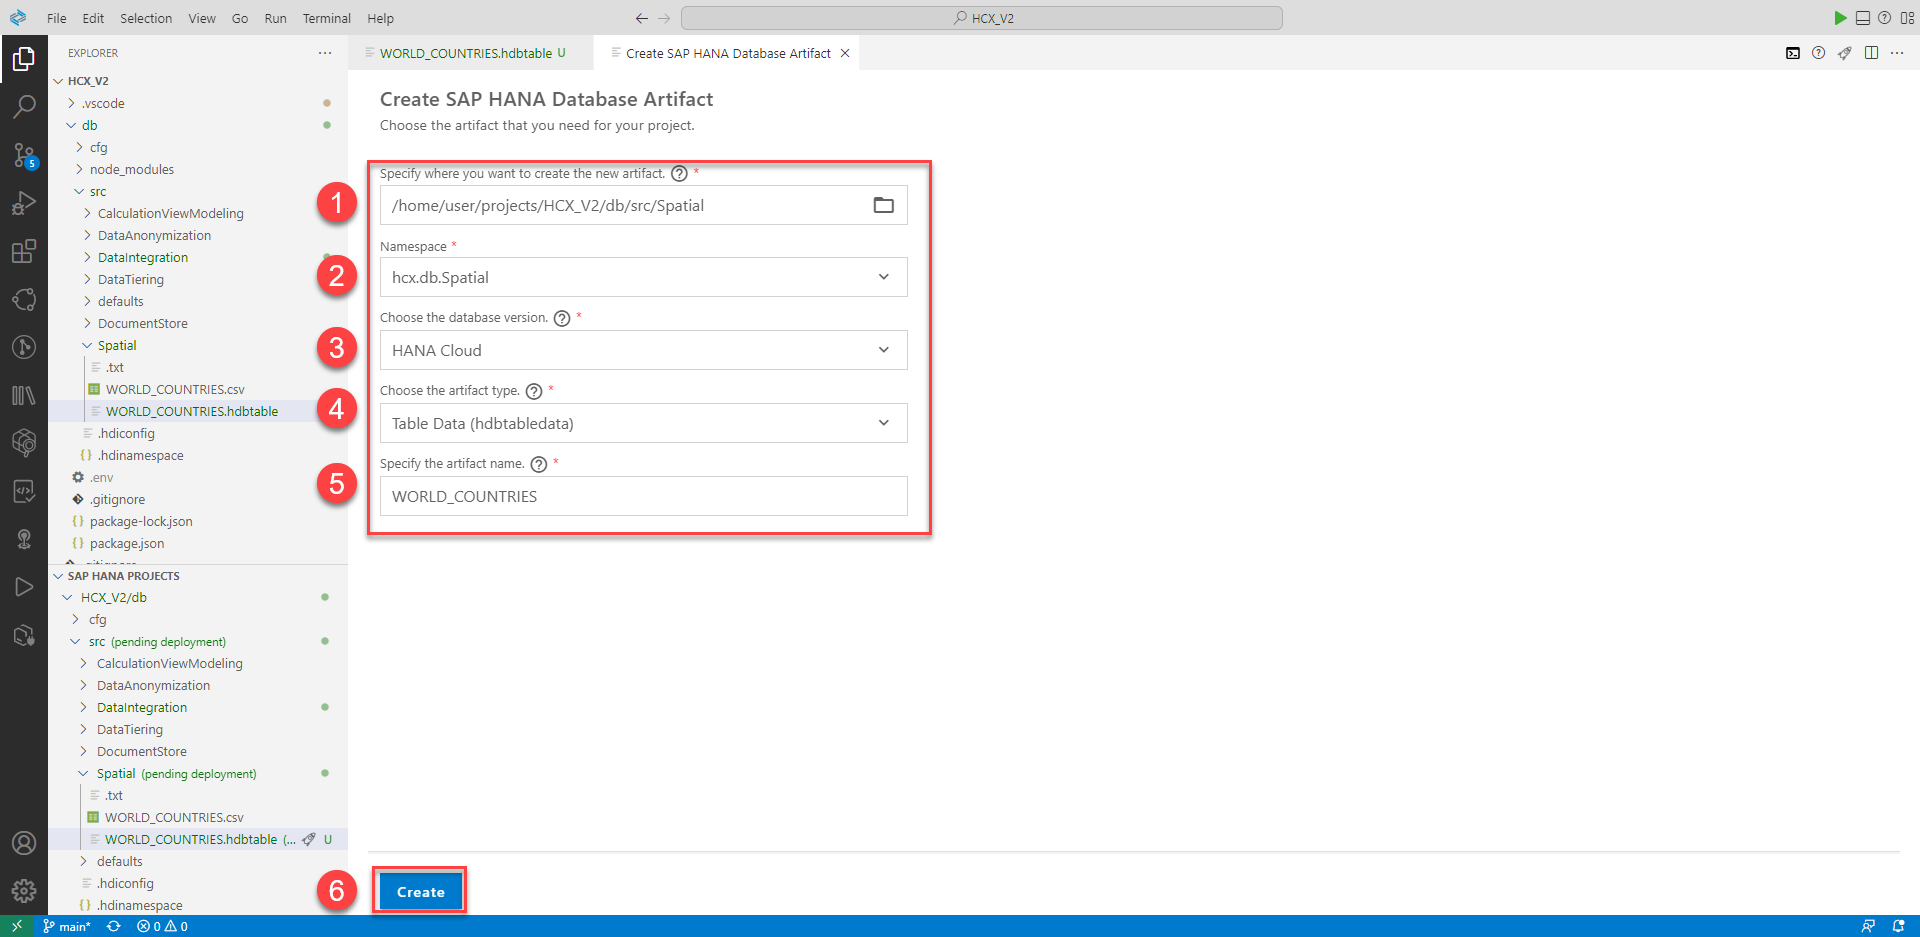 File Edit Selection View Go Run Terminal Help
HCX_V2
EXPLORER
HCX_V2
.vscode
db
cfg
node_modules
src
CalculationViewModeling
DataAnonymization
DataIntegration
DataTiering
defaults
DocumentStore
Spatial
.txt
WORLD_COUNTRIES.csv
WORLD_COUNTRIES.hdbtable
.hdiconfig
.hdinamespace
.env
.gitignore
package-lock.json
package.json
.gitignore
5
SAP HANA PROJECTS
HCX_V2/db
cfg
src (pending deployment)
CalculationViewModeling
DataAnonymization
DataIntegration
DataTiering
DocumentStore
Spatial (pending deployment)
.txt
WORLD_COUNTRIES.csv
WORLD_COUNTRIES.hdbtable (... U
defaults
.hdiconfig
.hdinamespace
WORLD_COUNTRIES.hdbtable U
Create SAP HANA Database Artifact
Create SAP HANA Database Artifact
Choose the artifact that you need for your project.
Specify where you want to create the new artifact. *
1 /home/user/projects/HCX_V2/db/src/Spatial
Namespace *
2 hcx.db.Spatial
Choose the database version. *
3 HANA Cloud
Choose the artifact type. *
4 Table Data (hdbtabledata)
Specify the artifact name. *
5 WORLD_COUNTRIES
6 Create
main* 0 0